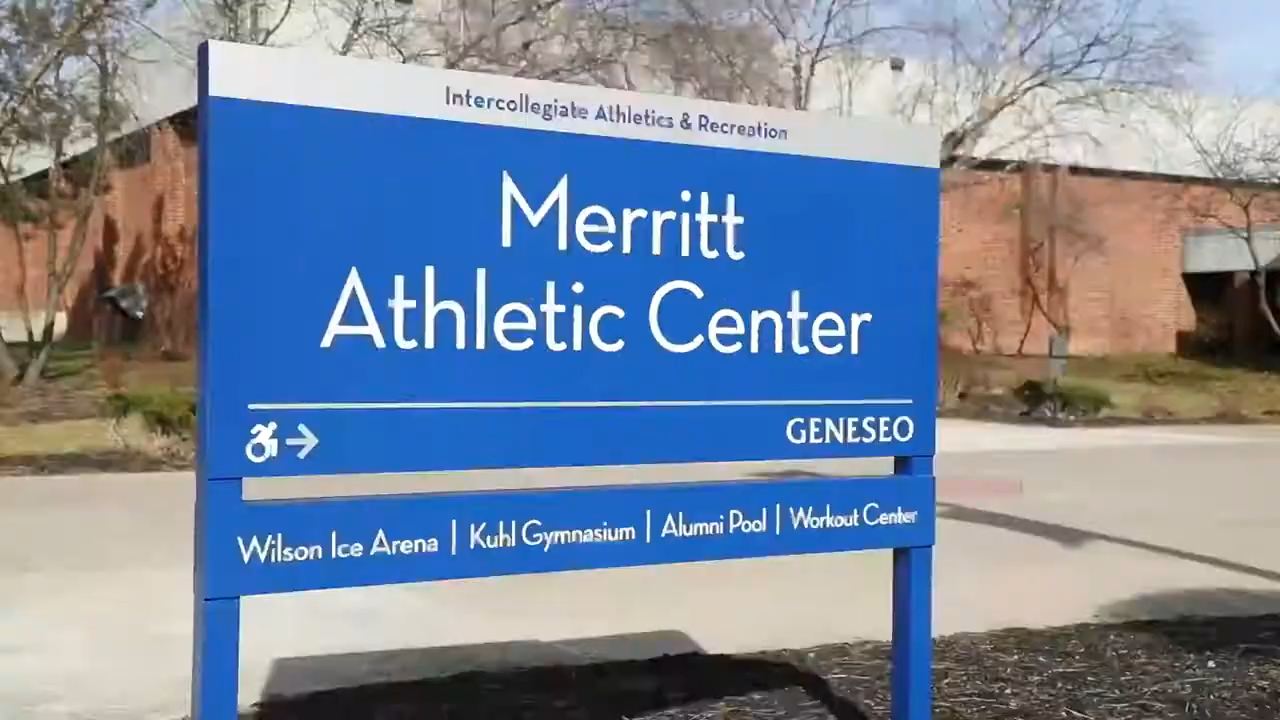 Intercollegiate Athletics & Recreation
Merritt
Athletic Center
GENESEO
Wilson Ice Arena | Kuhl Gymnasium | Alumni Pool | Workout Center